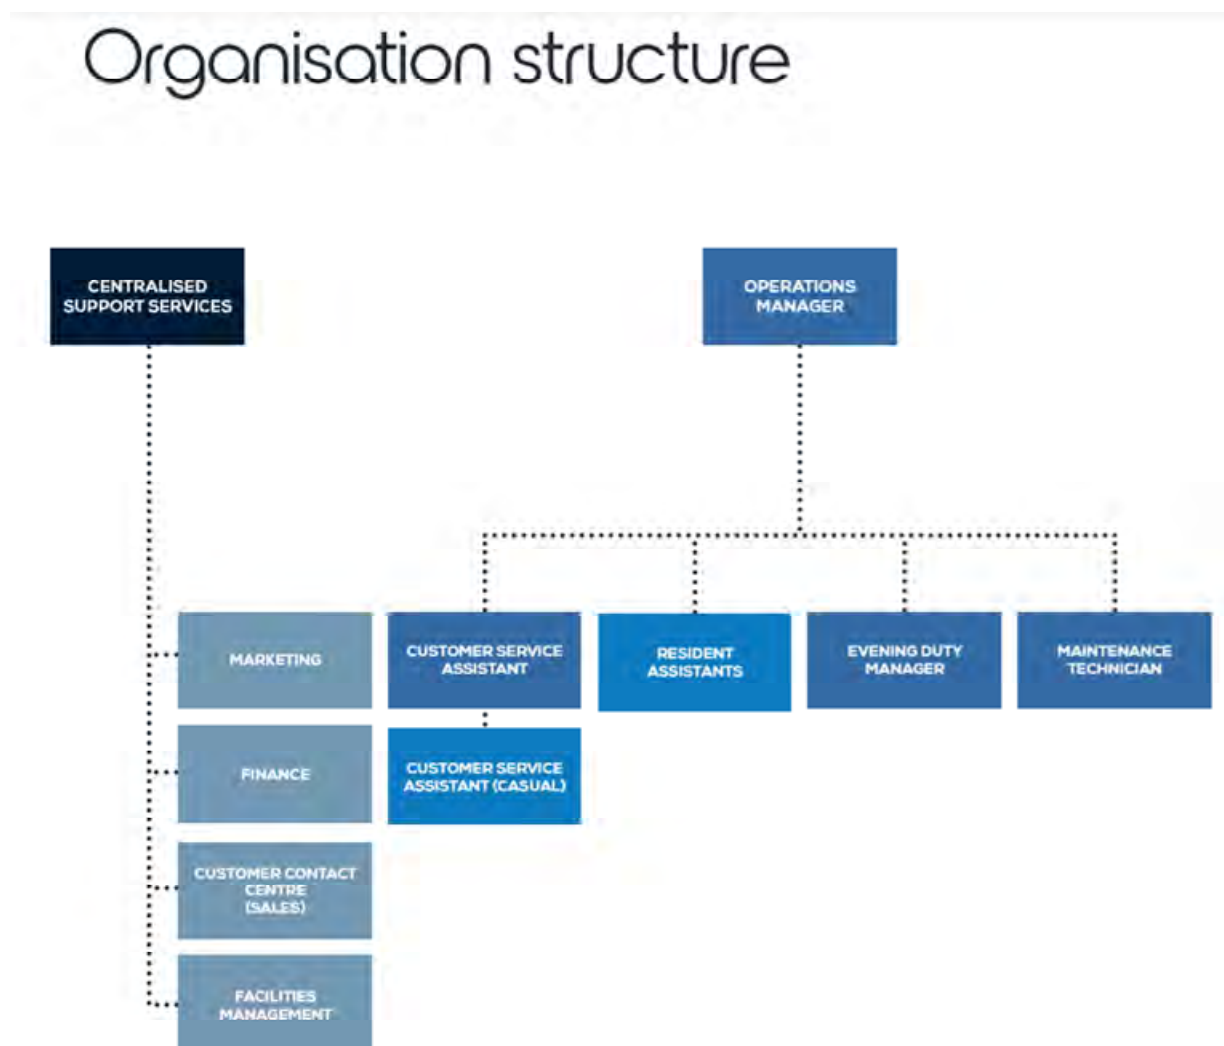 Organisation structure
CENTRALISED
SUPPORT SERVICES
OPERATIONS
MANAGER
MARKETING
CUSTOMER SERVICE
ASSISTANT
RESIDENT
ASSISTANTS
EVENING DUTY
MANAGER
MAINTENANCE
TECHNICIAN
FINANCE
CUSTOMER SERVICE
ASSISTANT (CASUAL)
CUSTOMER CONTACT
CENTRE
(SALES)
FACILITIES
MANAGEMENT